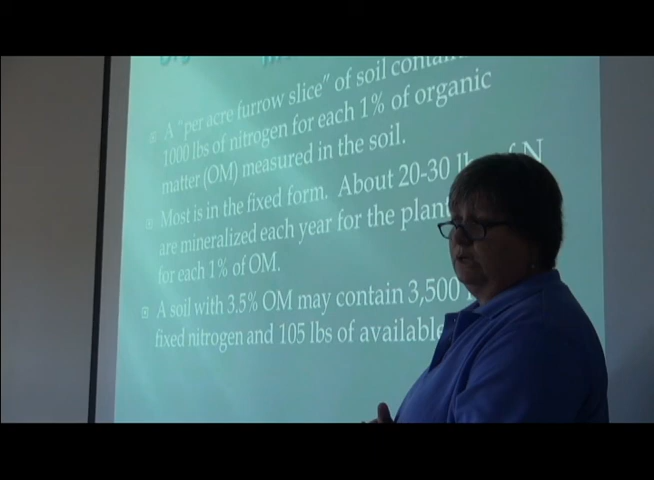 A "per acre furrow slice" of soil
1000 lbs of nitrogen for each 1% of organic
matter (OM) measured in the soil.
Most is in the fixed form. About 20-30 of N
are mineralized each year for the
for each 1% of OM.
A soil with 3.5% OM may contain 3,500
fixed nitrogen and 105 lbs of available